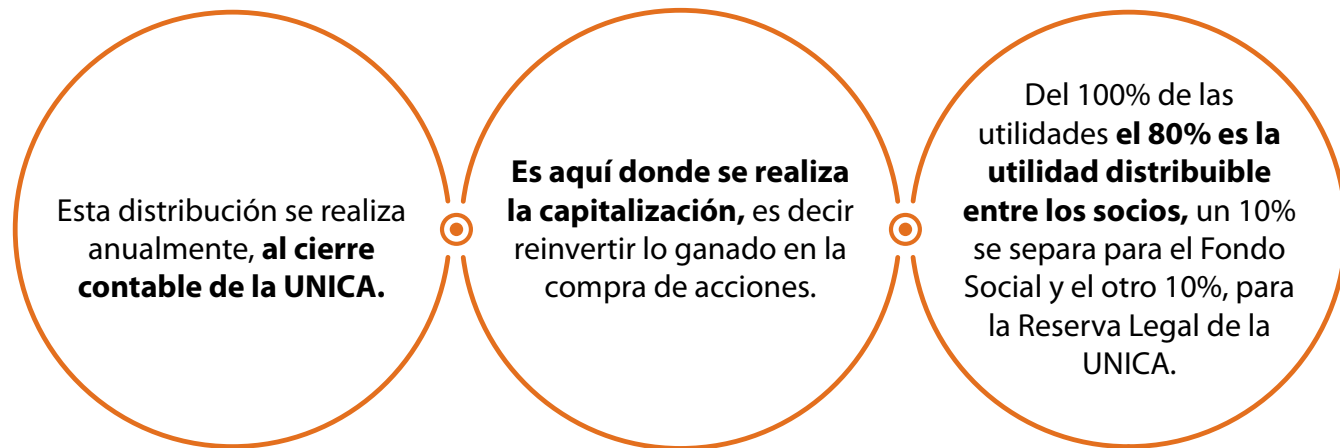 Esta distribución se realiza
anualmente, al cierre
contable de la UNICA.
Es aquí donde se realiza
la capitalización, es decir
reinvertir lo ganado en la
compra de acciones.
Del 100% de las
utilidades el 80% es la
utilidad distribuible
entre los socios, un 10%
se separa para el Fondo
Social y el otro 10%, para
la Reserva Legal de la
UNICA.